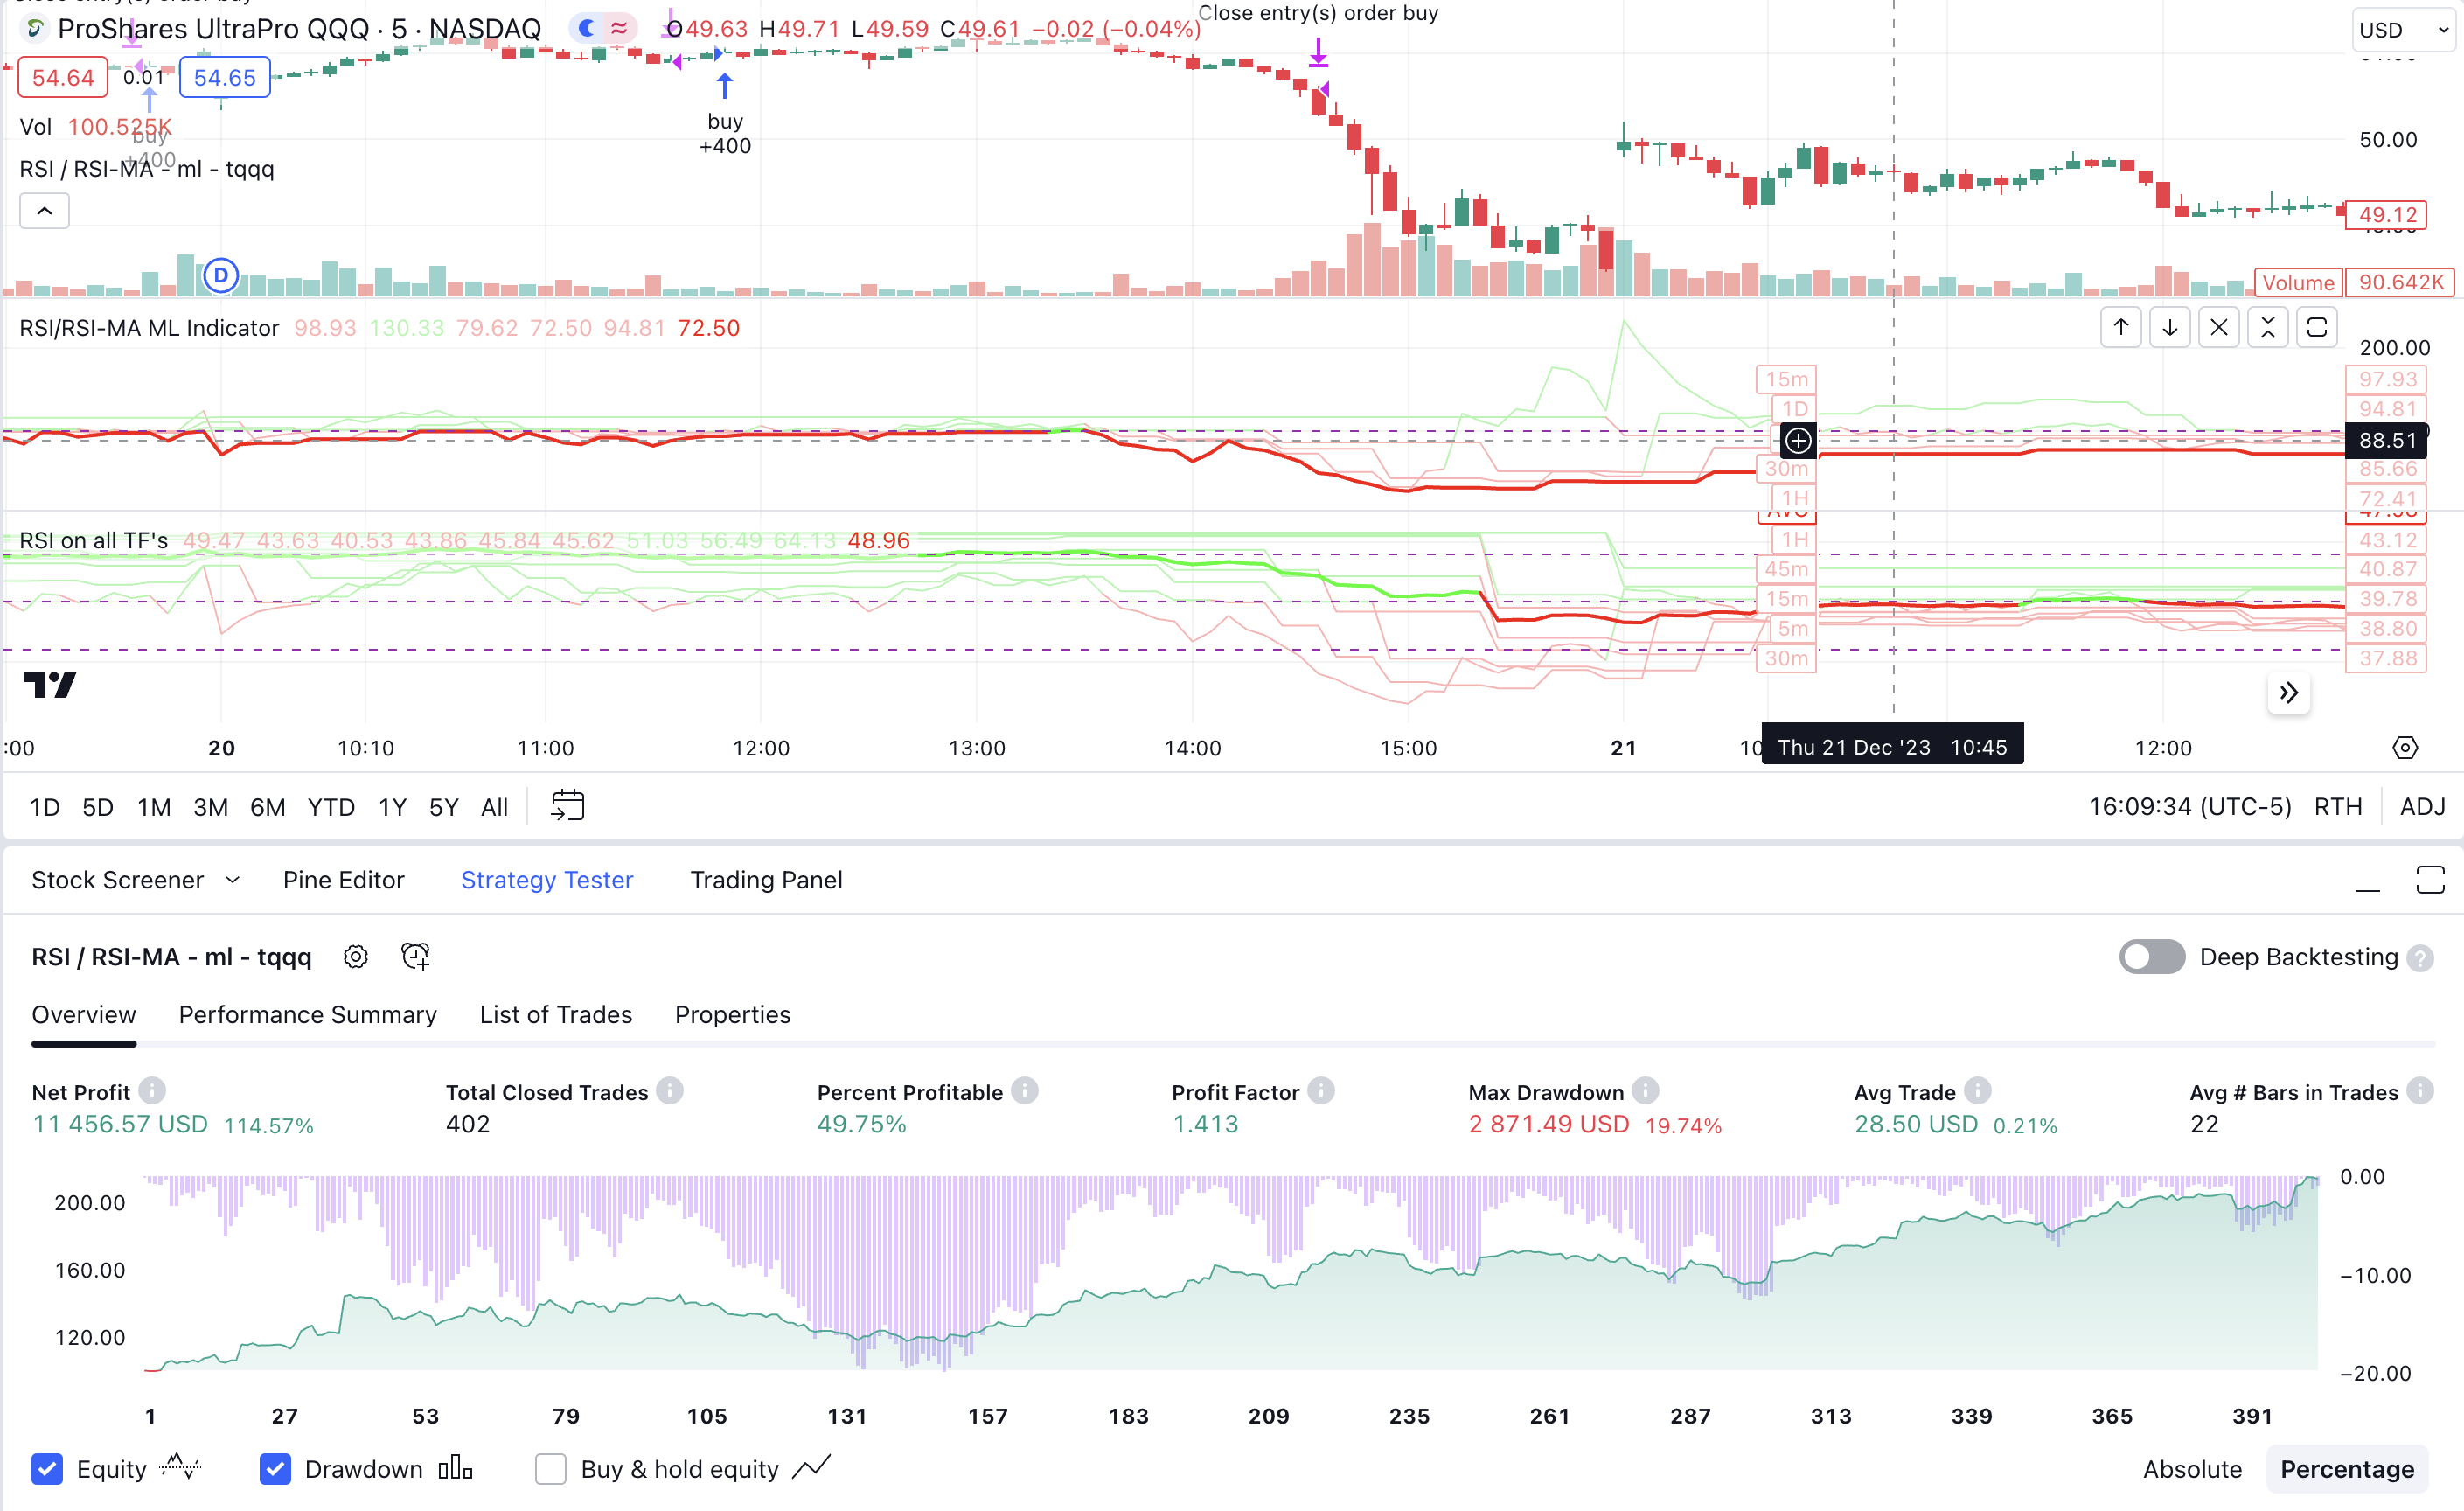 Close entry(s) order buy
ProShares UltraPro QQQ · 5 · NASDAQ O49.63 H49.71 L49.59 C49.61 −0.02 (−0.04%)
USD
54.64 0.01 54.65
Vol 100.525K
buy
+400
buy
+400
RSI / RSI-MA - ml - tqqq
50.00
49.12
D
Volume 90.642K
RSI/RSI-MA ML Indicator 98.93 130.33 79.62 72.50 94.81 72.50
200.00
15m 97.93
1D 94.81
88.51
30m 85.66
1H 72.41
RSI on all TF's 49.47 43.63 40.53 43.86 45.84 45.62 51.03 56.49 64.13 48.96
AVG 47.98
1H 43.12
45m 40.87
15m 39.78
5m 38.80
30m 37.88
:00 20 10:10 11:00 12:00 13:00 14:00 15:00 21 10 Thu 21 Dec '23 10:45 12:00
1D 5D 1M 3M 6M YTD 1Y 5Y All 16:09:34 (UTC-5) RTH ADJ
Stock Screener Pine Editor Strategy Tester Trading Panel
RSI / RSI-MA - ml - tqqq Deep Backtesting ?
Overview Performance Summary List of Trades Properties
Net Profit Total Closed Trades Percent Profitable Profit Factor Max Drawdown Avg Trade Avg # Bars in Trades
11 456.57 USD 114.57% 402 49.75% 1.413 2 871.49 USD 19.74% 28.50 USD 0.21% 22
200.00 0.00
160.00 −10.00
120.00 −20.00
1 27 53 79 105 131 157 183 209 235 261 287 313 339 365 391
Equity Drawdown Buy & hold equity Absolute Percentage